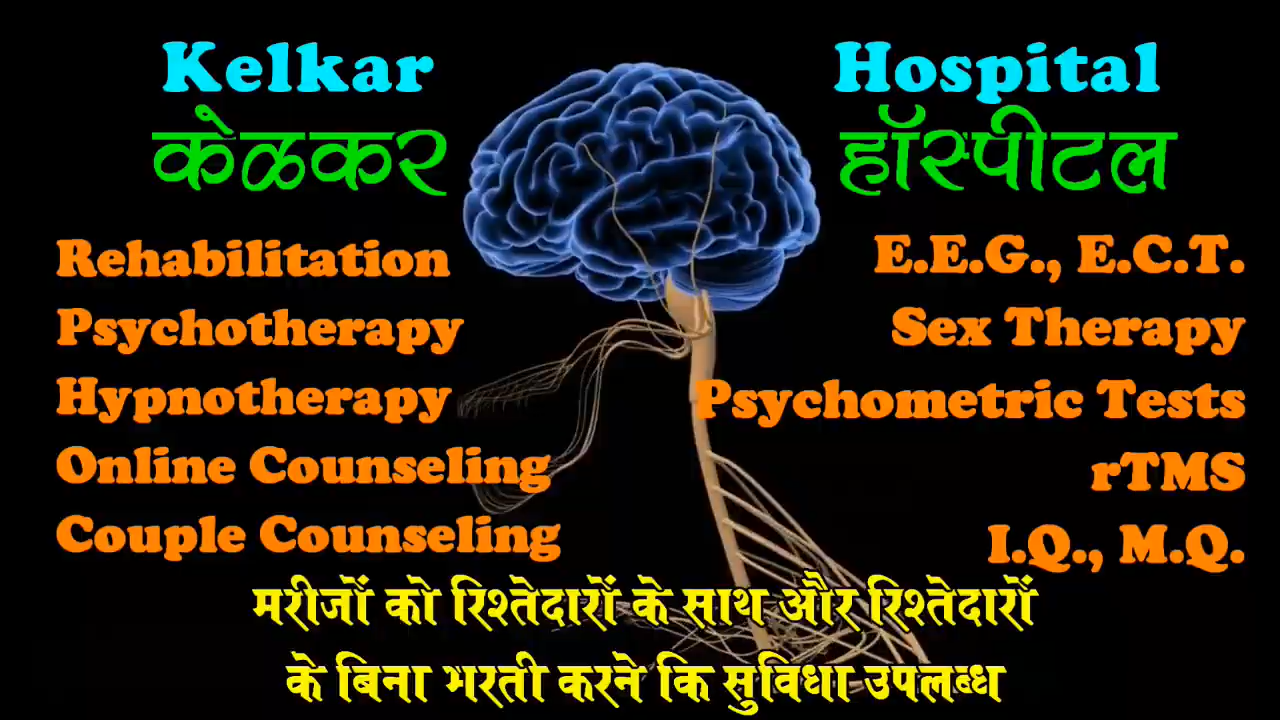 Kelkar Hospital
केळकर हॉस्पीटल
Rehabilitation
Psychotherapy
Hypnotherapy
Online Counseling
Couple Counseling
E.E.G., E.C.T.
Sex Therapy
Psychometric Tests
rTMS
I.Q., M.Q.
मरीजों को रिश्तेदारों के साथ और रिश्तेदारों
के बिना भरती करने कि सुविधा उपलब्ध